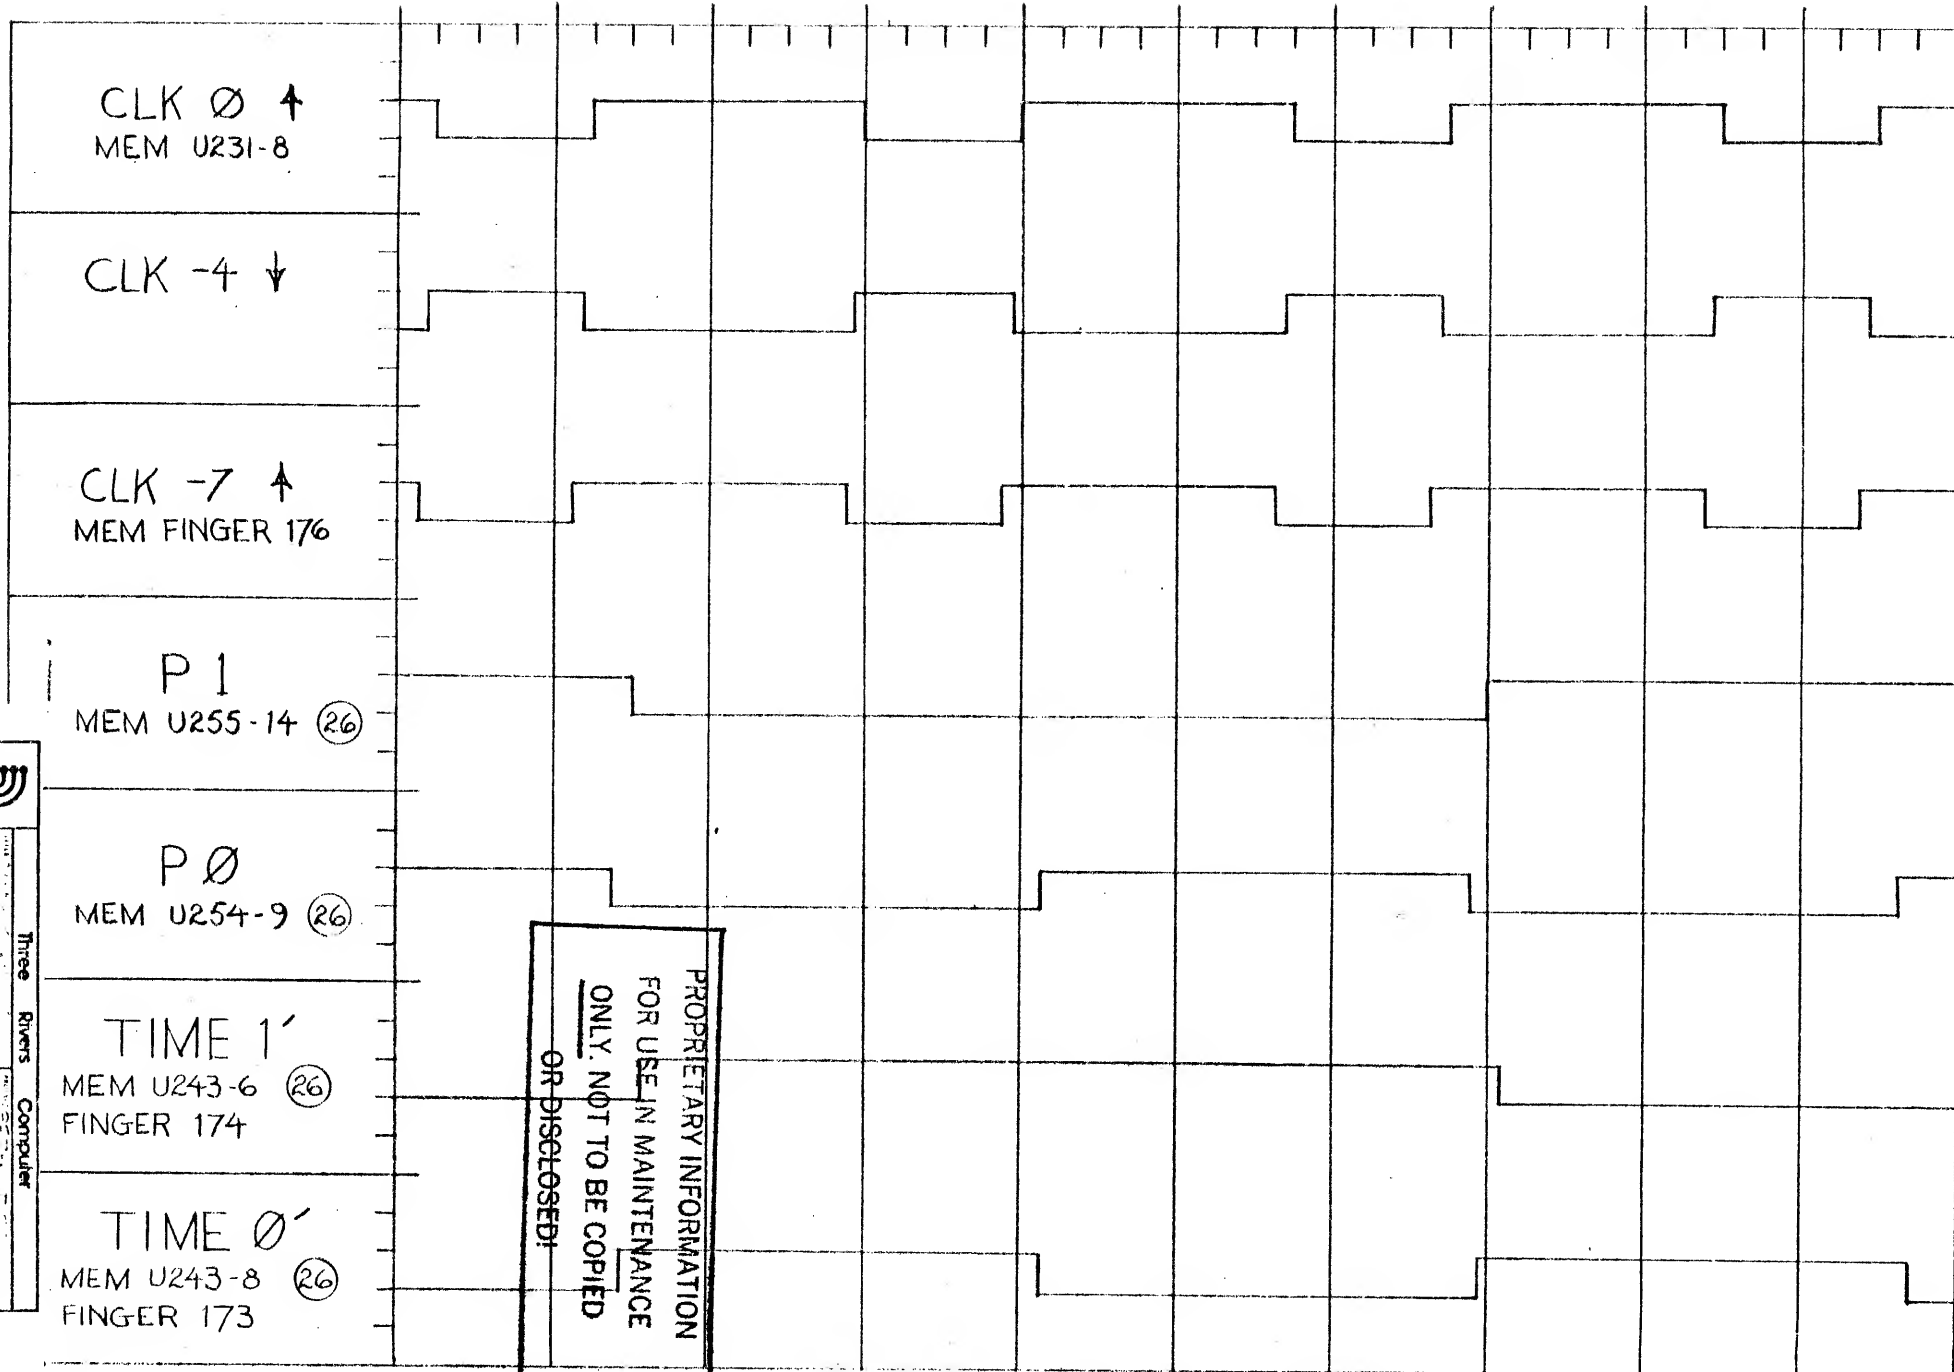 CLK Ø ↑
MEM U231-8
CLK -4 ↓
CLK -7 ↑
MEM FINGER 176
P 1
MEM U255-14 26
P Ø
MEM U254-9 26
TIME 1′
MEM U243-6 26
FINGER 174
TIME Ø′
MEM U243-8 26
FINGER 173
PROPRIETARY INFORMATION
FOR USE IN MAINTENANCE
ONLY. NOT TO BE COPIED
OR DISCLOSED!
Three Rivers Computer